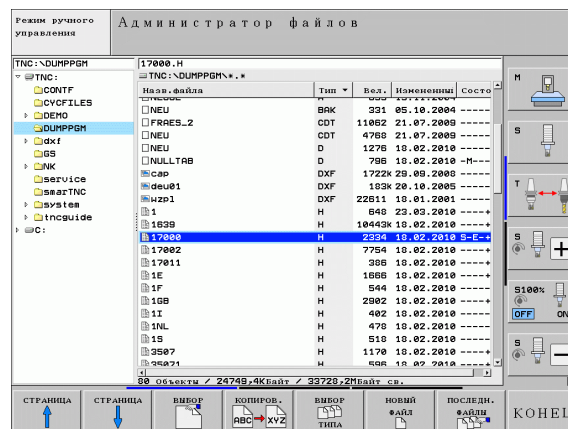 Режим ручного
управления
Администратор файлов
TNC:\DUMPPGM
17000.H
TNC:
CONTF
CYCFILES
DEMO
DUMPPGM
dxf
GS
NK
service
smarTNC
system
tncguide
C:
TNC:\DUMPPGM\*.*
Назв.файла Тип Вел. Измененны Состо
NEU BAK 331 05.10.2004 -----
FRAES_2 CDT 11062 21.07.2009 -----
NEU CDT 4768 21.07.2009 -----
NEU D 1276 18.02.2010 -----
NULLTAB D 796 18.02.2010 -M---
cap DXF 1722K 29.09.2008 -----
deu01 DXF 183K 20.10.2005 -----
wzpl DXF 22611 18.01.2001 -----
1 H 648 23.03.2010 ----+
1639 H 10443K 18.02.2010 ----+
17000 H 2334 18.02.2010 S-E-+
17002 H 7754 18.02.2010 ----+
17011 H 386 18.02.2010 ----+
1E H 1666 18.02.2010 ----+
1F H 544 18.02.2010 ----+
1GB H 2902 18.02.2010 ----+
1I H 402 18.02.2010 ----+
1NL H 478 18.02.2010 ----+
1S H 518 18.02.2010 ----+
3507 H 1170 18.02.2010 ----+
35071 H 596 18.02.2010 ----+
80 Объекты / 24749,4КБайт / 33728,2МБайт св.
M
S
T
S
S100%
OFF ON
S
СТРАНИЦА
СТРАНИЦА
ВЫБОР
КОПИРОВ.
ABC XYZ
ВЫБОР
ТИПА
НОВЫЙ
ФАЙЛ
ПОСЛЕДН.
ФАЙЛЫ
КОНЕЦ